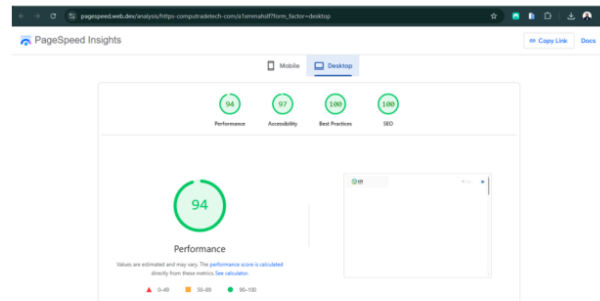 pagespeed.web.dev/analysis/https-computradetech-com/a1emmaholf?form_factor=desktop
PageSpeed Insights
Copy Link
Docs
Mobile
Desktop
94
97
100
100
Performance
Accessibility
Best Practices
SEO
94
Performance
Values are estimated and may vary. The performance score is calculated
directly from these metrics. See calculator.
0–49
50–89
90–100